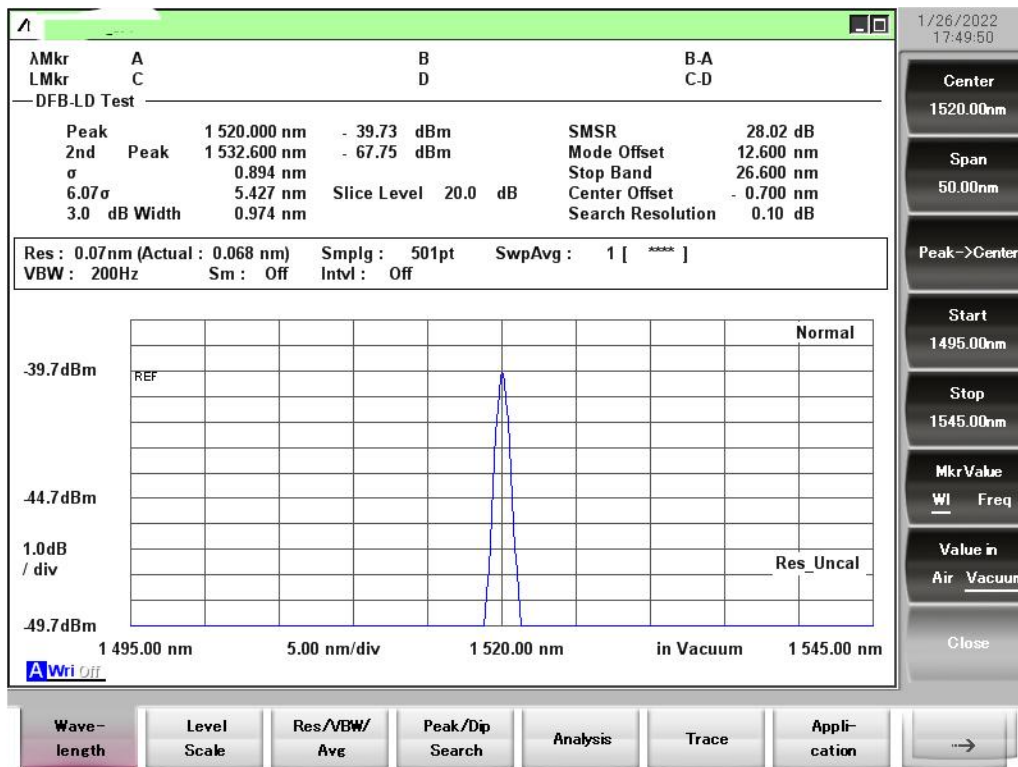 1/26/2022
17:49:50
λMkr A B B-A
LMkr C D C-D
DFB-LD Test
Peak 1 520.000 nm - 39.73 dBm SMSR 28.02 dB
2nd Peak 1 532.600 nm - 67.75 dBm Mode Offset 12.600 nm
σ 0.894 nm Stop Band 26.600 nm
6.07σ 5.427 nm Slice Level 20.0 dB Center Offset - 0.700 nm
3.0 dB Width 0.974 nm Search Resolution 0.10 dB
Res : 0.07nm (Actual : 0.068 nm) Smplg : 501pt SwpAvg : 1 [ **** ]
VBW : 200Hz Sm : Off Intvl : Off
Normal
-39.7dBm
REF
-44.7dBm
1.0dB
/ div
Res_Uncal
-49.7dBm
1 495.00 nm 5.00 nm/div 1 520.00 nm in Vacuum 1 545.00 nm
A Wri Off
Center
1520.00nm
Span
50.00nm
Peak->Center
Start
1495.00nm
Stop
1545.00nm
MkrValue
Wl Freq
Value in
Air Vacuum
Close
Wave-
length
Level
Scale
Res/VBW/
Avg
Peak/Dip
Search
Analysis
Trace
Appli-
cation